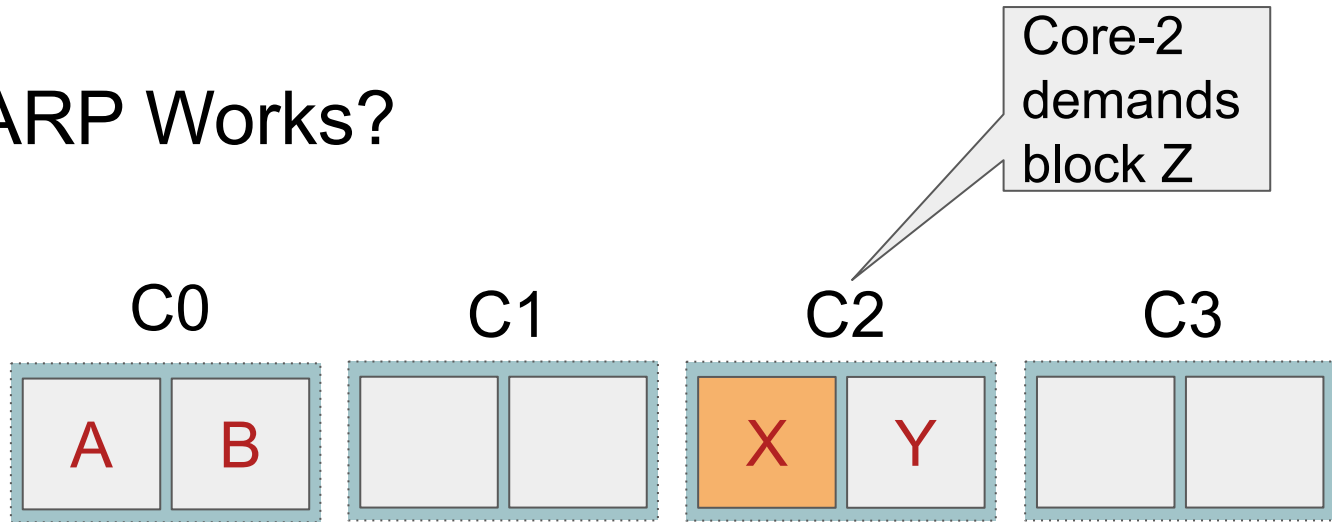 Core-2
demands
block Z
ARP Works?
C0 C1 C2 C3
A B X Y